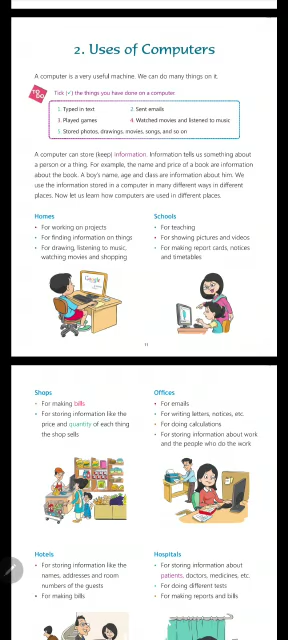 2. Uses of Computers
A computer is a very useful machine. We can do many things on it.
TO DO
Tick (✓) the things you have done on a computer.
1. Typed in text
2. Sent emails
3. Played games
4. Watched movies and listened to music
5. Stored photos, drawings, movies, songs, and so on
A computer can store (keep) information. Information tells us something about
a person or a thing. For example, the name and price of a book are information
about the book. A boy's name, age and class are information about him. We
use the information stored in a computer in many different ways in different
places. Now let us learn how computers are used in different places.
Homes
• For working on projects
• For finding information on things
• For drawing, listening to music,
watching movies and shopping
Schools
• For teaching
• For showing pictures and videos
• For making report cards, notices
and timetables
Google
11
Shops
• For making bills
• For storing information like the
price and quantity of each thing
the shop sells
Offices
• For emails
• For writing letters, notices, etc.
• For doing calculations
• For storing information about work
and the people who do the work
Hotels
• For storing information like the
names, addresses and room
numbers of the guests
• For making bills
Hospitals
• For storing information about
patients, doctors, medicines, etc.
• For doing different tests
• For making reports and bills